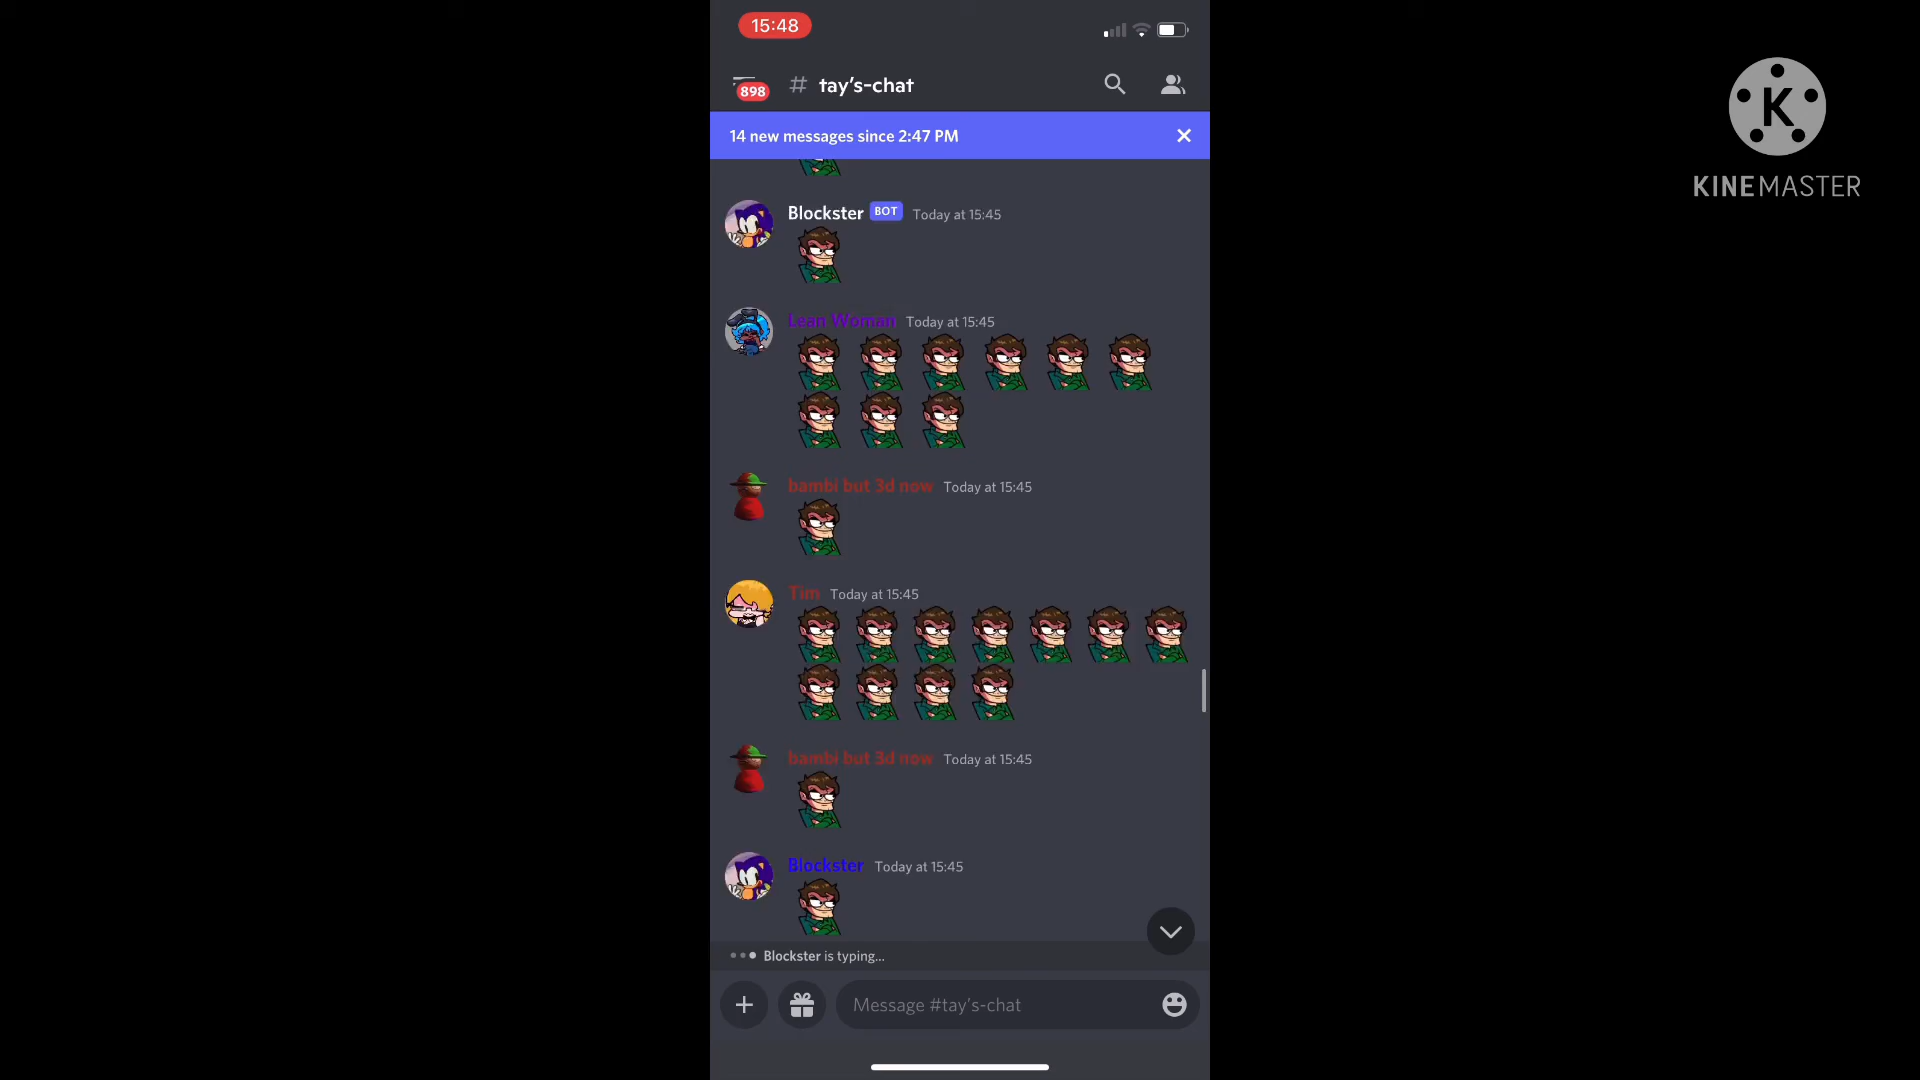 15:48
898
# tay's-chat
14 new messages since 2:47 PM
Blockster BOT Today at 15:45
Lean Woman Today at 15:45
bambi but 3d now Today at 15:45
Tim Today at 15:45
bambi but 3d now Today at 15:45
Blockster Today at 15:45
Blockster is typing...
Message #tay's-chat
K
KINEMASTER